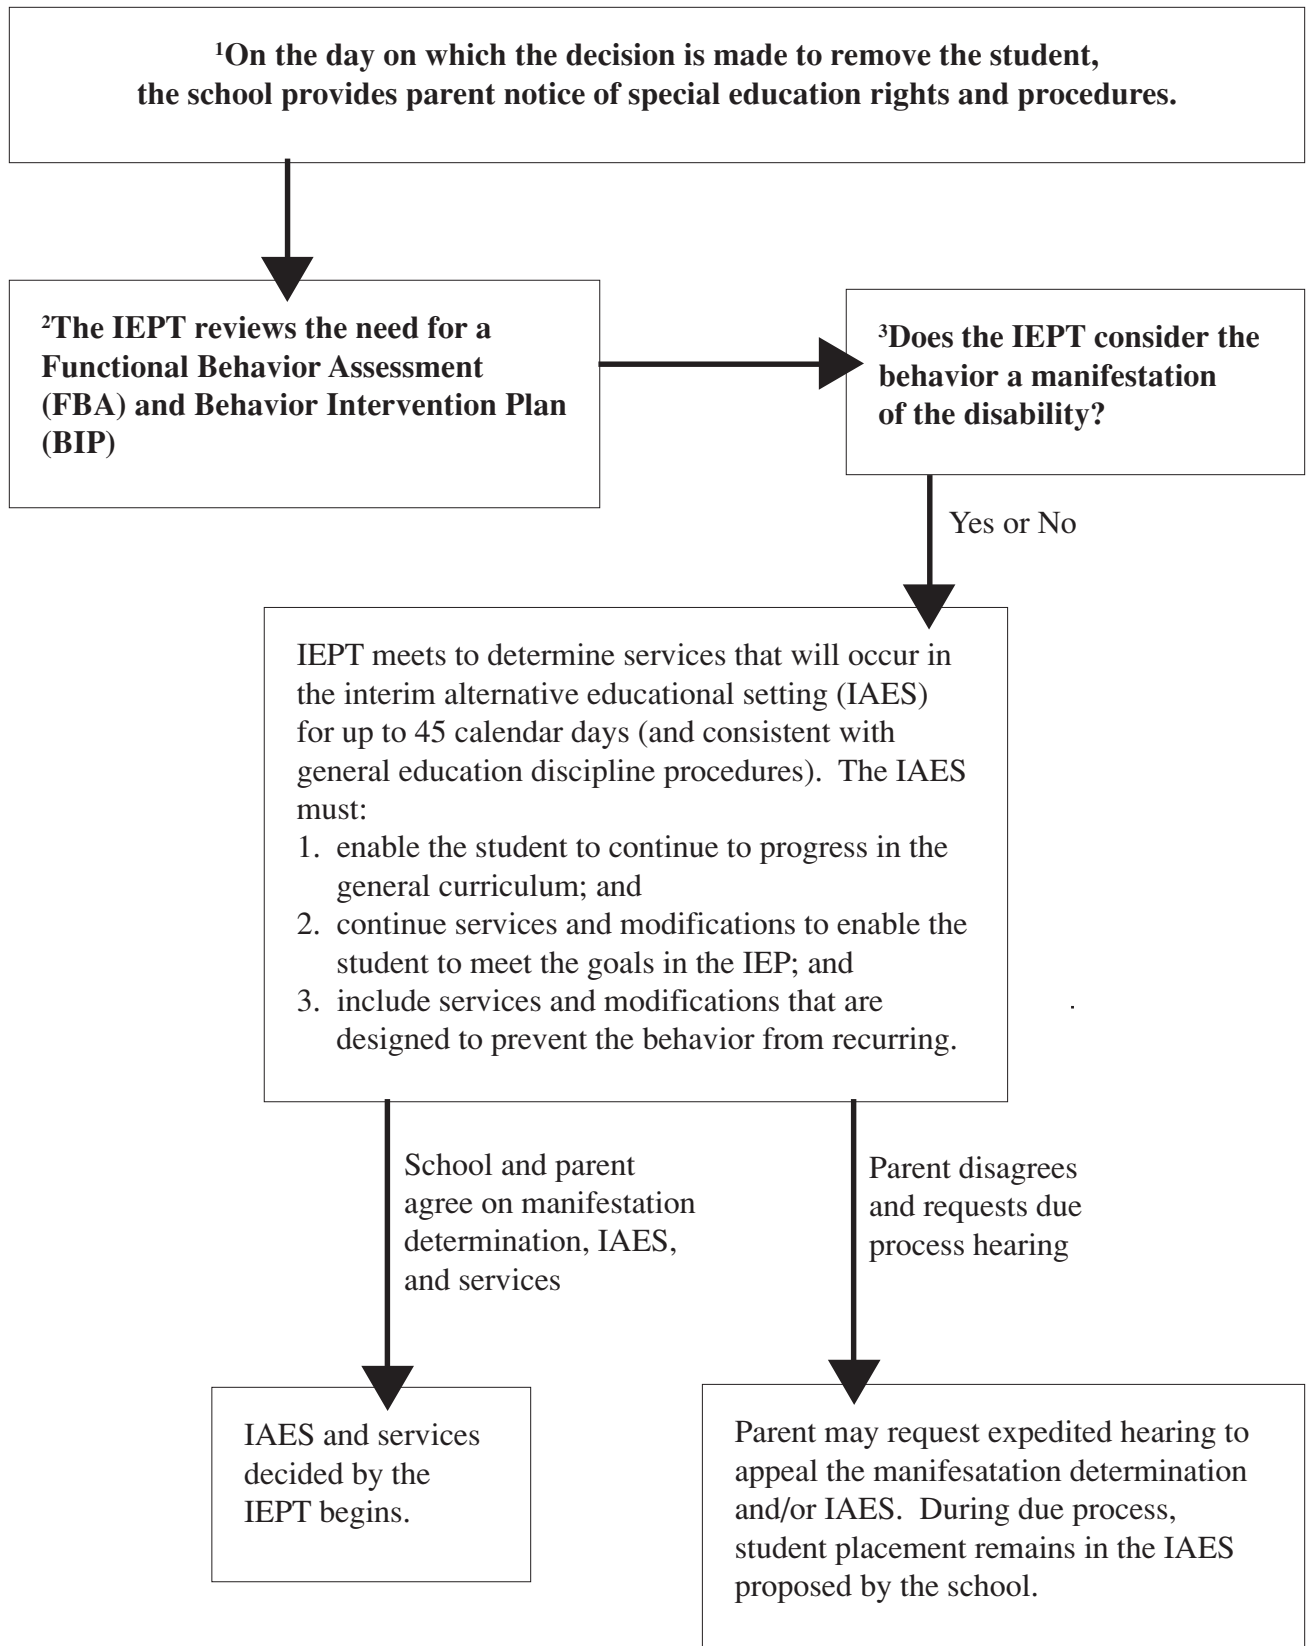 ¹On the day on which the decision is made to remove the student,
the school provides parent notice of special education rights and procedures.
²The IEPT reviews the need for a
Functional Behavior Assessment
(FBA) and Behavior Intervention Plan
(BIP)
³Does the IEPT consider the
behavior a manifestation
of the disability?
Yes or No
IEPT meets to determine services that will occur in
the interim alternative educational setting (IAES)
for up to 45 calendar days (and consistent with
general education discipline procedures).  The IAES
must:
1.  enable the student to continue to progress in the
general curriculum; and
2.  continue services and modifications to enable the
student to meet the goals in the IEP; and
3.  include services and modifications that are
designed to prevent the behavior from recurring.
School and parent
agree on manifestation
determination, IAES,
and services
Parent disagrees
and requests due
process hearing
IAES and services
decided by the
IEPT begins.
Parent may request expedited hearing to
appeal the manifesatation determination
and/or IAES.  During due process,
student placement remains in the IAES
proposed by the school.